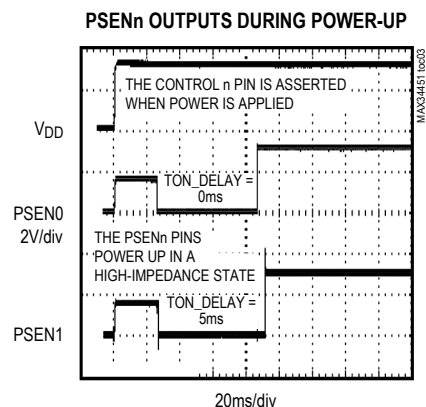 PSENn OUTPUTS DURING POWER-UP
MAX34451 toc03
THE CONTROL n PIN IS ASSERTED
WHEN POWER IS APPLIED
VDD
TON_DELAY =
0ms
PSEN0
2V/div
THE PSENn PINS
POWER UP IN A
HIGH-IMPEDANCE STATE
TON_DELAY =
5ms
PSEN1
20ms/div